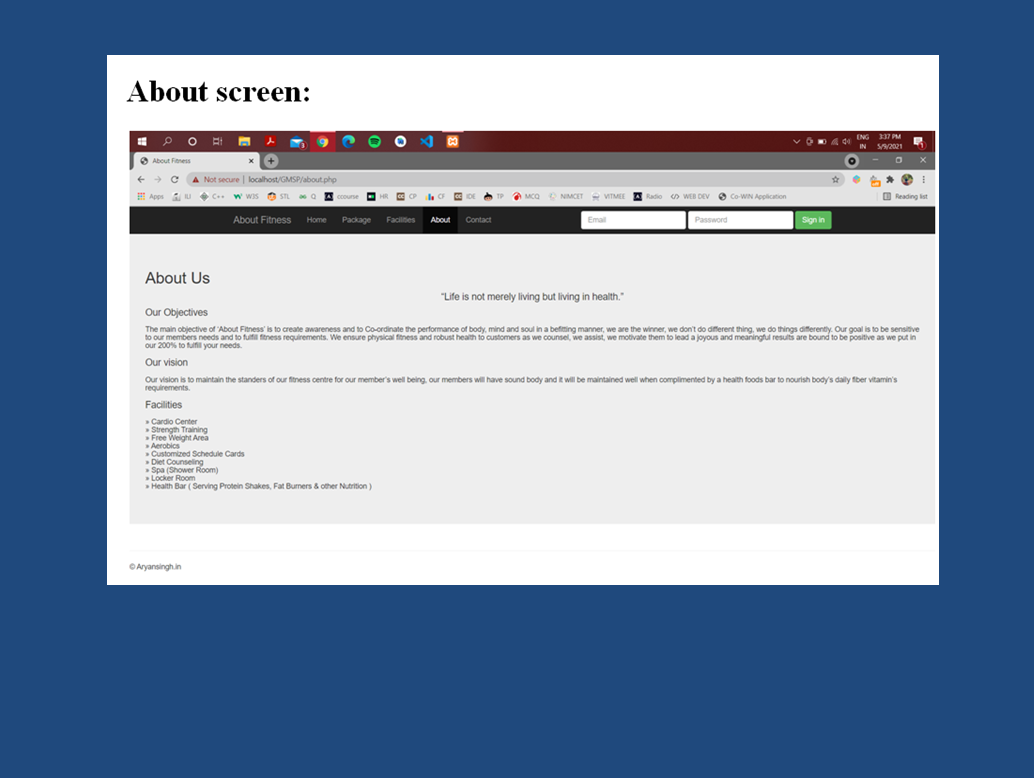 About screen:
ENG 3:37 PM
IN 5/9/2021
About Fitness
Not secure | localhost/GMSP/about.php
Apps ILI C++ W3S STL Q ccourse HR CP CF IDE TP MCQ NIMCET VITMEE Radio WEB DEV Co-WIN Application Reading list
About Fitness Home Package Facilities About Contact Email Password Sign in
About Us
“Life is not merely living but living in health.”
Our Objectives
The main objective of ‘About Fitness’ is to create awareness and to Co-ordinate the performance of body, mind and soul in a befitting manner, we are the winner, we don’t do different thing, we do things differently. Our goal is to be sensitive
to our members needs and to fulfill fitness requirements. We ensure physical fitness and robust health to customers as we counsel, we assist, we motivate them to lead a joyous and meaningful results are bound to be positive as we put in
our 200% to fulfill your needs.
Our vision
Our vision is to maintain the standers of our fitness centre for our member’s well being, our members will have sound body and it will be maintained well when complimented by a health foods bar to nourish body’s daily fiber vitamin’s
requirements.
Facilities
» Cardio Center
» Strength Training
» Free Weight Area
» Aerobics
» Customized Schedule Cards
» Diet Counseling
» Spa (Shower Room)
» Locker Room
» Health Bar ( Serving Protein Shakes, Fat Burners & other Nutrition )
© Aryansingh.in